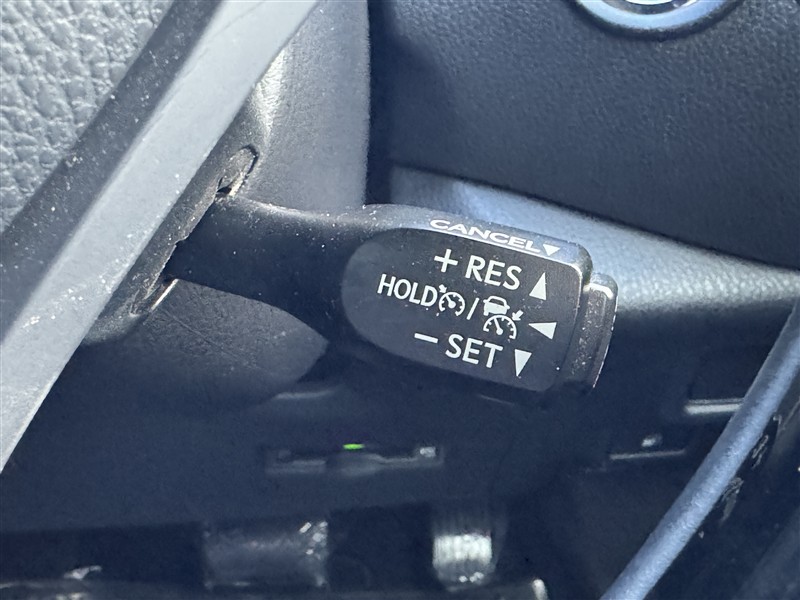 CANCEL▼
+ RES ▲
HOLD / ◀
− SET ▼